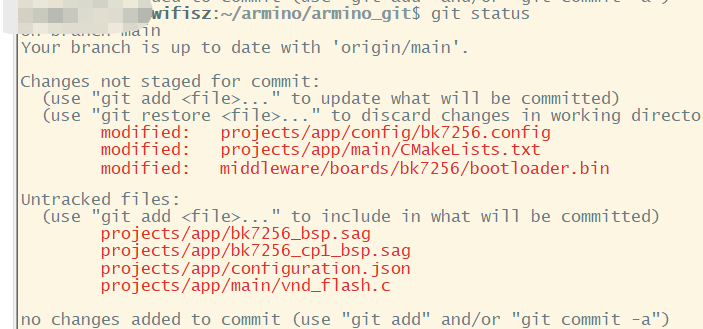 added to commit (use "git add" and/or "git commit -a")
wifisz:~/armino/armino_git$ git status
On branch main
Your branch is up to date with 'origin/main'.
Changes not staged for commit:
(use "git add <file>..." to update what will be committed)
(use "git restore <file>..." to discard changes in working directo
modified: projects/app/config/bk7256.config
modified: projects/app/main/CMakeLists.txt
modified: middleware/boards/bk7256/bootloader.bin
Untracked files:
(use "git add <file>..." to include in what will be committed)
projects/app/bk7256_bsp.sag
projects/app/bk7256_cp1_bsp.sag
projects/app/configuration.json
projects/app/main/vnd_flash.c
no changes added to commit (use "git add" and/or "git commit -a")